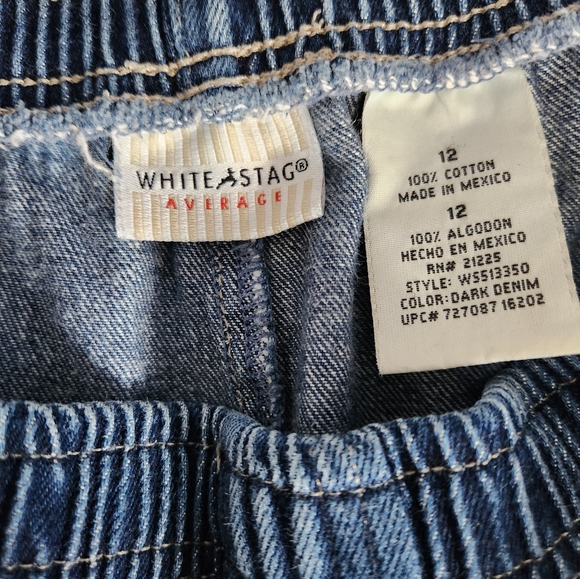 WHITE STAG®
AVERAGE
12
100% COTTON
MADE IN MEXICO
12
100% ALGODON
HECHO EN MEXICO
RN# 21225
STYLE: WS513350
COLOR:DARK DENIM
UPC# 727087 16202